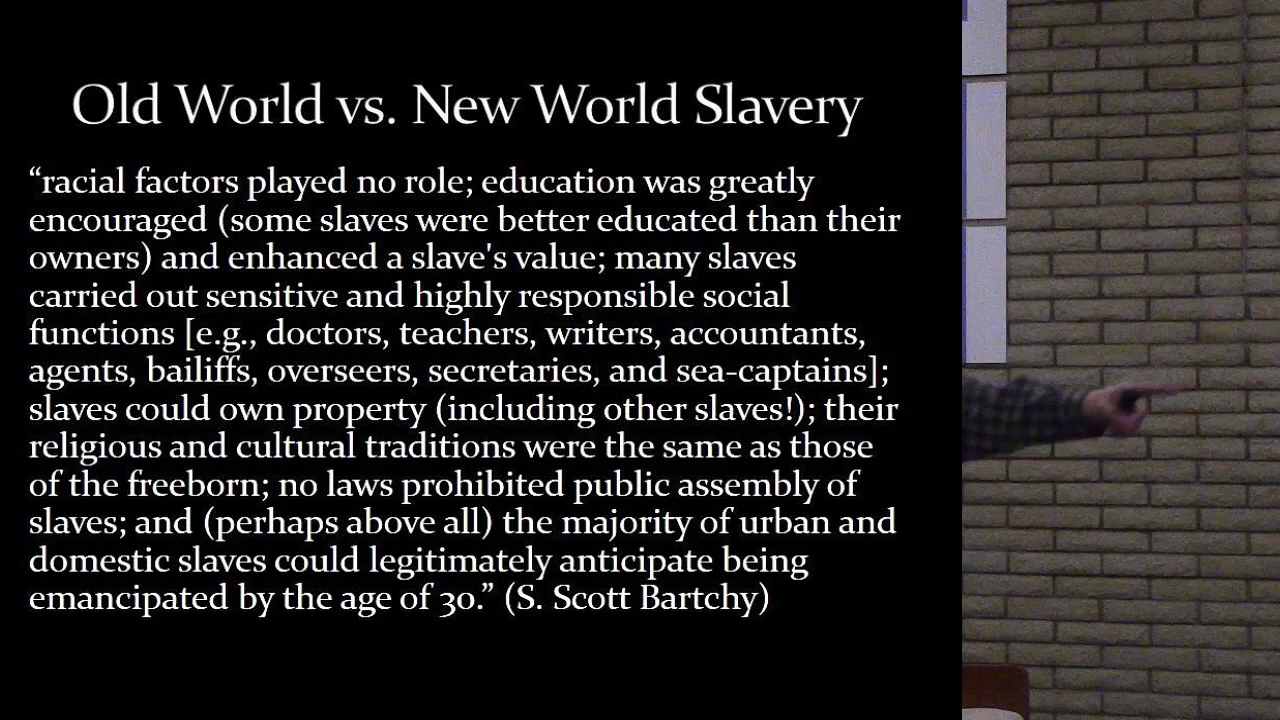 Old World vs. New World Slavery
“racial factors played no role; education was greatly
encouraged (some slaves were better educated than their
owners) and enhanced a slave's value; many slaves
carried out sensitive and highly responsible social
functions [e.g., doctors, teachers, writers, accountants,
agents, bailiffs, overseers, secretaries, and sea-captains];
slaves could own property (including other slaves!); their
religious and cultural traditions were the same as those
of the freeborn; no laws prohibited public assembly of
slaves; and (perhaps above all) the majority of urban and
domestic slaves could legitimately anticipate being
emancipated by the age of 30.” (S. Scott Bartchy)